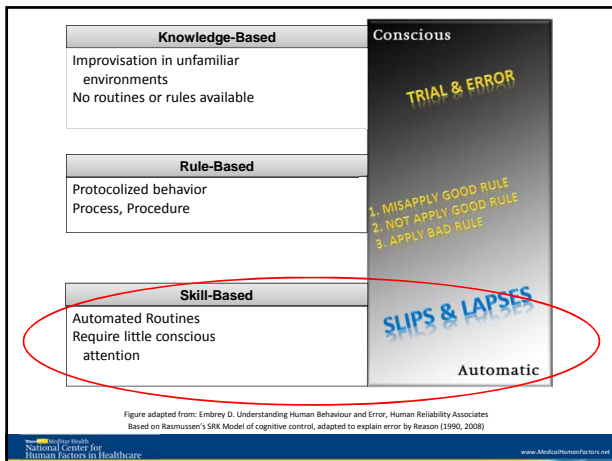 Knowledge-Based
Conscious
Improvisation in unfamiliar
environments
No routines or rules available
TRIAL & ERROR
Rule-Based
Protocolized behavior
Process, Procedure
1. MISAPPLY GOOD RULE
2. NOT APPLY GOOD RULE
3. APPLY BAD RULE
Skill-Based
Automated Routines
Require little conscious
attention
SLIPS & LAPSES
Automatic
Figure adapted from: Embrey D. Understanding Human Behaviour and Error, Human Reliability Associates
Based on Rasmussen's SRK Model of cognitive control, adapted to explain error by Reason (1990, 2008)
MedStar Health
National Center for
Human Factors in Healthcare
www.MedicalHumanFactors.net